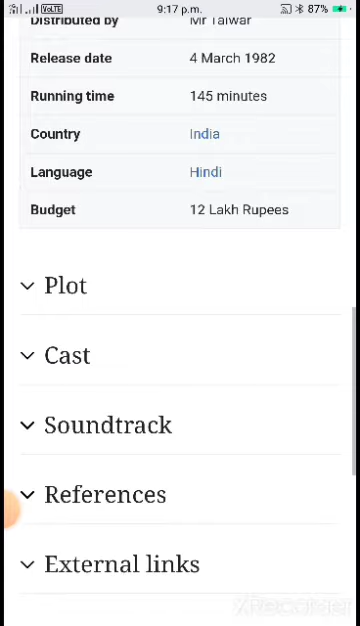 VoLTE 9:17 p.m. 87%
Distributed by Mr Talwar
Release date 4 March 1982
Running time 145 minutes
Country India
Language Hindi
Budget 12 Lakh Rupees
Plot
Cast
Soundtrack
References
External links
XRecorder